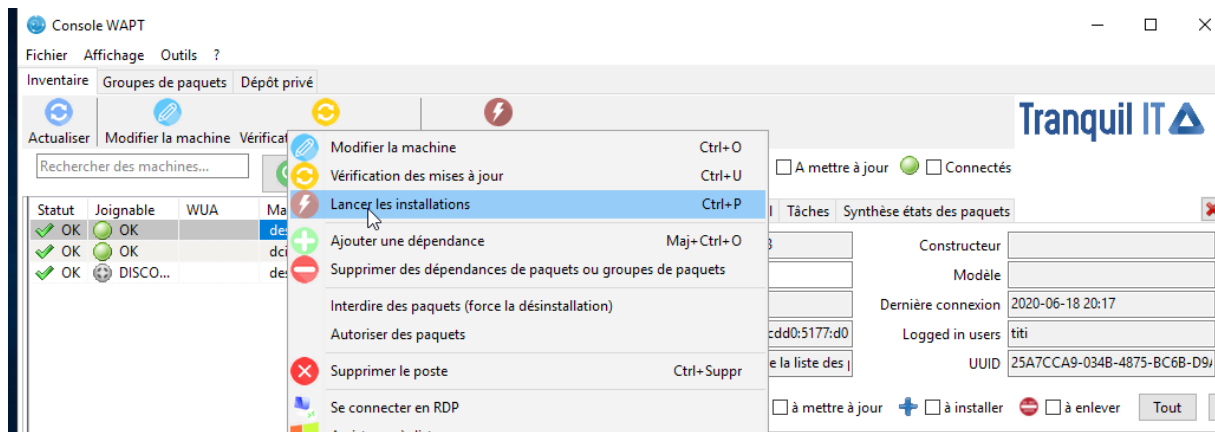 Console WAPT
Fichier Affichage Outils ?
Inventaire Groupes de paquets Dépôt privé
Tranquil IT
Actualiser Modifier la machine
Rechercher des machines...
Modifier la machine Ctrl+O
Vérification des mises à jour Ctrl+U
Lancer les installations Ctrl+P
Ajouter une dépendance Maj+Ctrl+O
Supprimer des dépendances de paquets ou groupes de paquets
Interdire des paquets (force la désinstallation)
Autoriser des paquets
Supprimer le poste Ctrl+Suppr
Se connecter en RDP
A mettre à jour Connectés
Statut Joignable WUA
OK OK
OK OK
OK DISCO...
Tâches Synthèse états des paquets
Constructeur
Modèle
Dernière connexion 2020-06-18 20:17
cdd0:5177:d0 Logged in users titi
e la liste des UUID 25A7CCA9-034B-4875-BC6B-D9
à mettre à jour à installer à enlever Tout